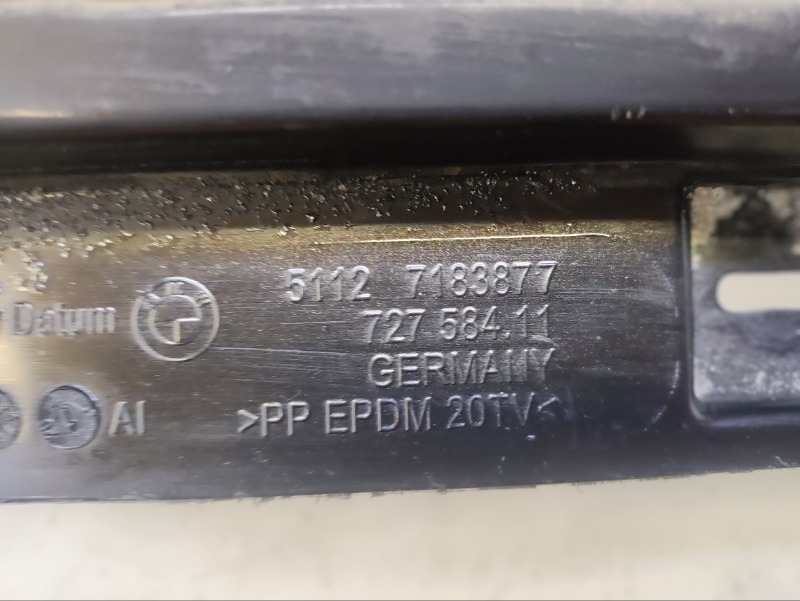 5112 7183877
Datum
727 584.11
GERMANY
AI
>PP EPDM 20TV<